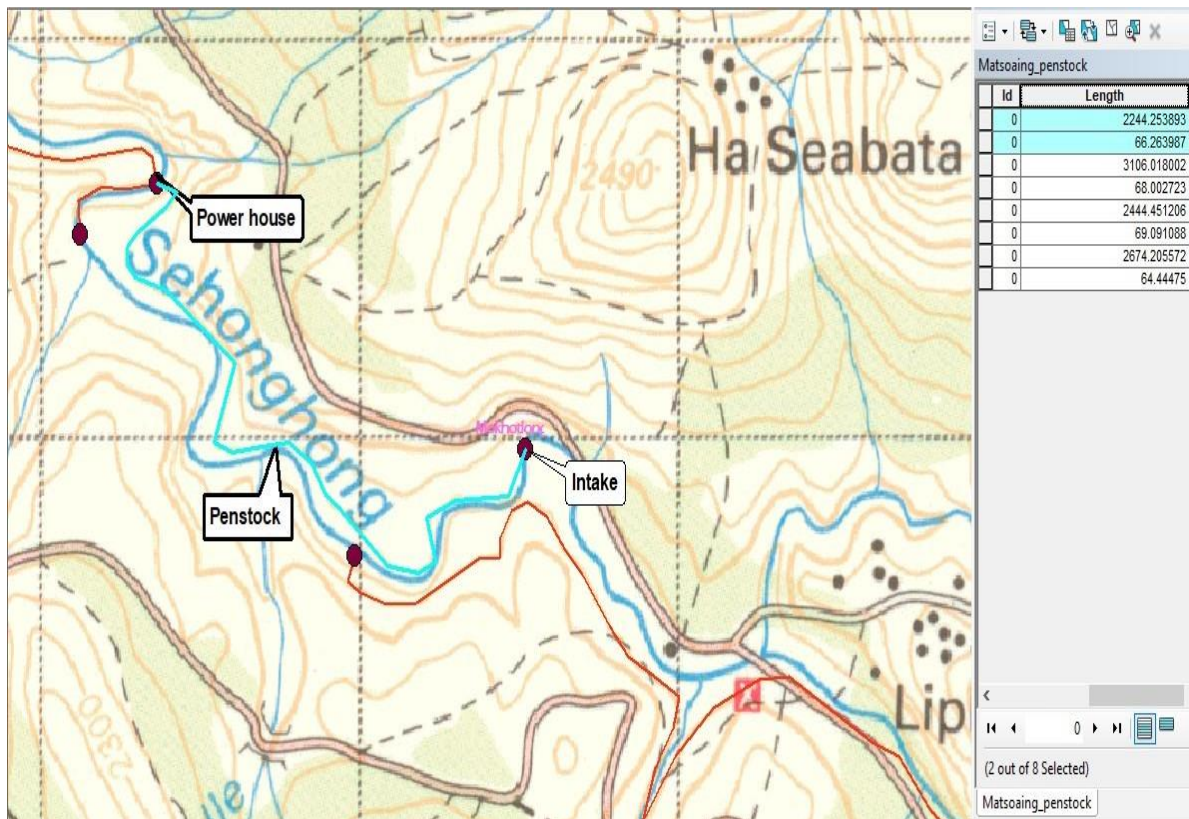 Ha Seabata
2490
Power house
Sehonghong
Intake
Penstock
2300
Lip
Matsoaing_penstock
Id Length
0 2244.253893
0 66.263987
0 3106.018002
0 68.002723
0 2444.451206
0 69.091088
0 2674.205572
0 64.44475
0
(2 out of 8 Selected)
Matsoaing_penstock